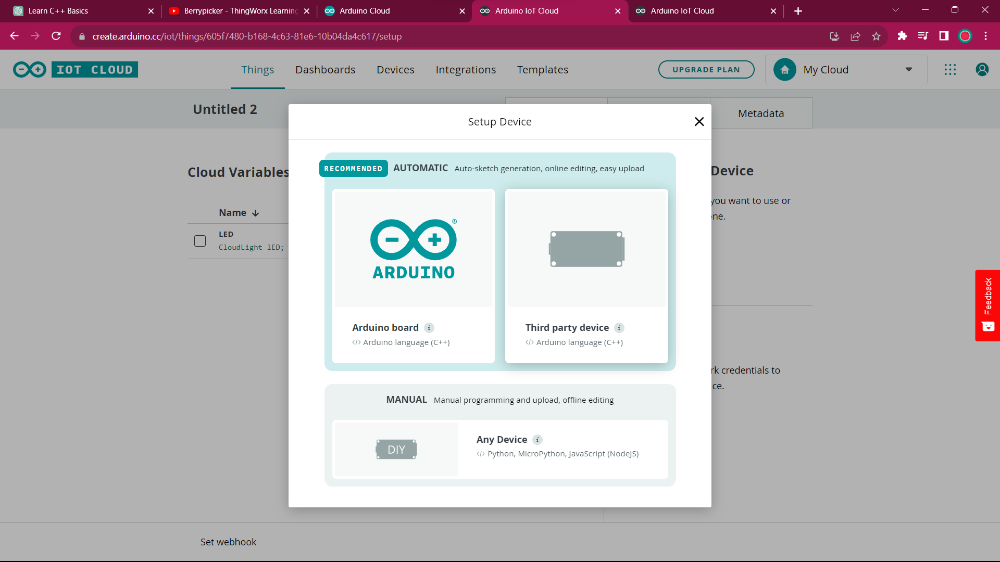 Learn C++ Basics
Berrypicker - ThingWorx Learning
Arduino Cloud
Arduino IoT Cloud
Arduino IoT Cloud
create.arduino.cc/iot/things/605f7480-b168-4c63-81e6-10b04da4c617/setup
IOT CLOUD
Things
Dashboards
Devices
Integrations
Templates
UPGRADE PLAN
My Cloud
Untitled 2
Metadata
Setup Device
RECOMMENDED AUTOMATIC Auto-sketch generation, online editing, easy upload
Cloud Variables
Device
you want to use or
ne.
Name
LED
CloudLight lED;
ARDUINO
®
Arduino board
</> Arduino language (C++)
Third party device
</> Arduino language (C++)
Feedback
rk credentials to
ce.
MANUAL Manual programming and upload, offline editing
DIY
Any Device
</> Python, MicroPython, JavaScript (NodeJS)
Set webhook